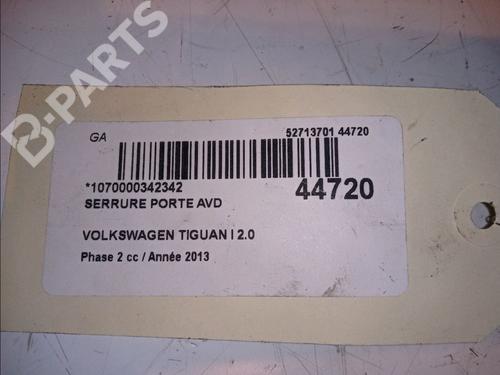 B-PARTS
GA
52713701 44720
*1070000342342
44720
SERRURE PORTE AVD
VOLKSWAGEN TIGUAN I 2.0
Phase 2 cc / Année 2013